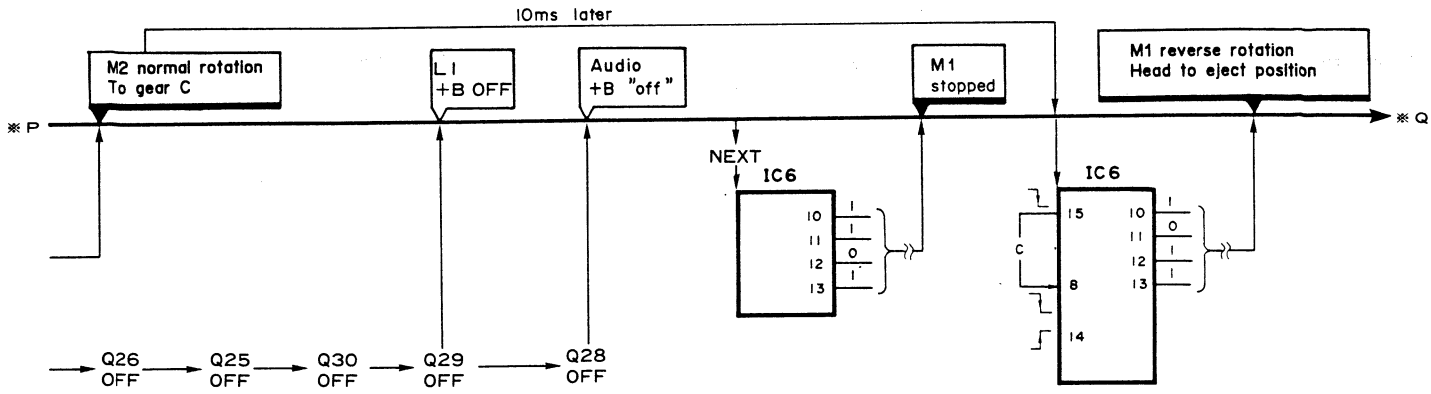 10ms later
M2 normal rotation
To gear C
L1
+B OFF
Audio
+B "off"
M1
stopped
M1 reverse rotation
Head to eject position
※ P
※ Q
NEXT
IC6
10 1
11 1
12 0
13 1
IC6
15
C
8
14
10 1
11 0
12 1
13 1
Q26
OFF
Q25
OFF
Q30
OFF
Q29
OFF
Q28
OFF